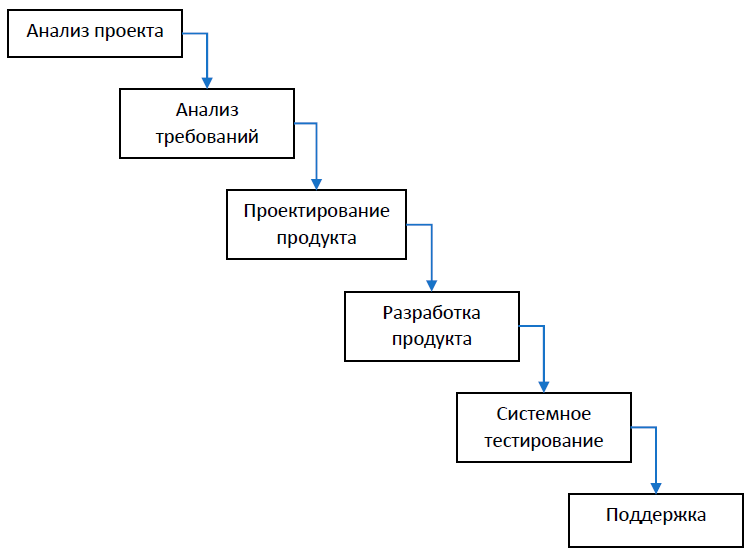 Анализ проекта
Анализ
требований
Проектирование
продукта
Разработка
продукта
Системное
тестирование
Поддержка